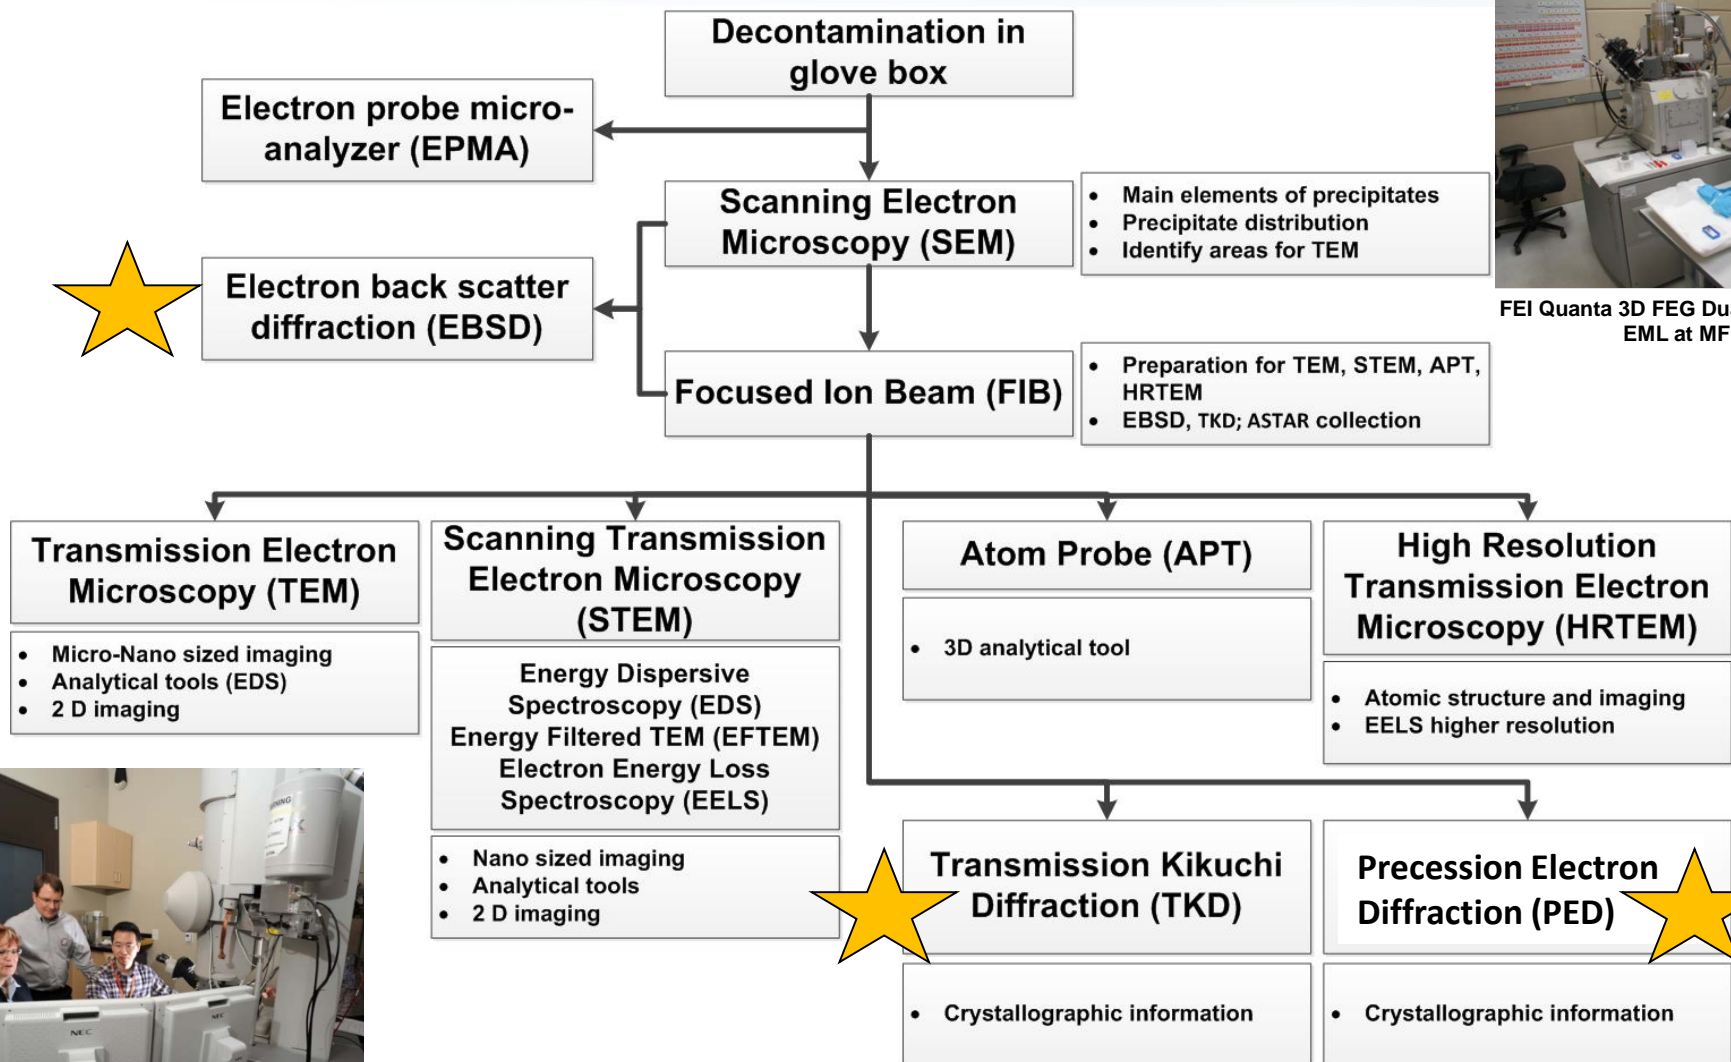 Decontamination in
glove box
Electron probe micro-
analyzer (EPMA)
Scanning Electron
Microscopy (SEM)
• Main elements of precipitates
• Precipitate distribution
• Identify areas for TEM
Electron back scatter
diffraction (EBSD)
FEI Quanta 3D FEG Dua
EML at MF
Focused Ion Beam (FIB)
• Preparation for TEM, STEM, APT,
HRTEM
• EBSD, TKD; ASTAR collection
Transmission Electron
Microscopy (TEM)
• Micro-Nano sized imaging
• Analytical tools (EDS)
• 2 D imaging
Scanning Transmission
Electron Microscopy
(STEM)
Energy Dispersive
Spectroscopy (EDS)
Energy Filtered TEM (EFTEM)
Electron Energy Loss
Spectroscopy (EELS)
• Nano sized imaging
• Analytical tools
• 2 D imaging
Atom Probe (APT)
• 3D analytical tool
High Resolution
Transmission Electron
Microscopy (HRTEM)
• Atomic structure and imaging
• EELS higher resolution
Transmission Kikuchi
Diffraction (TKD)
• Crystallographic information
Precession Electron
Diffraction (PED)
• Crystallographic information
NEC
NEC